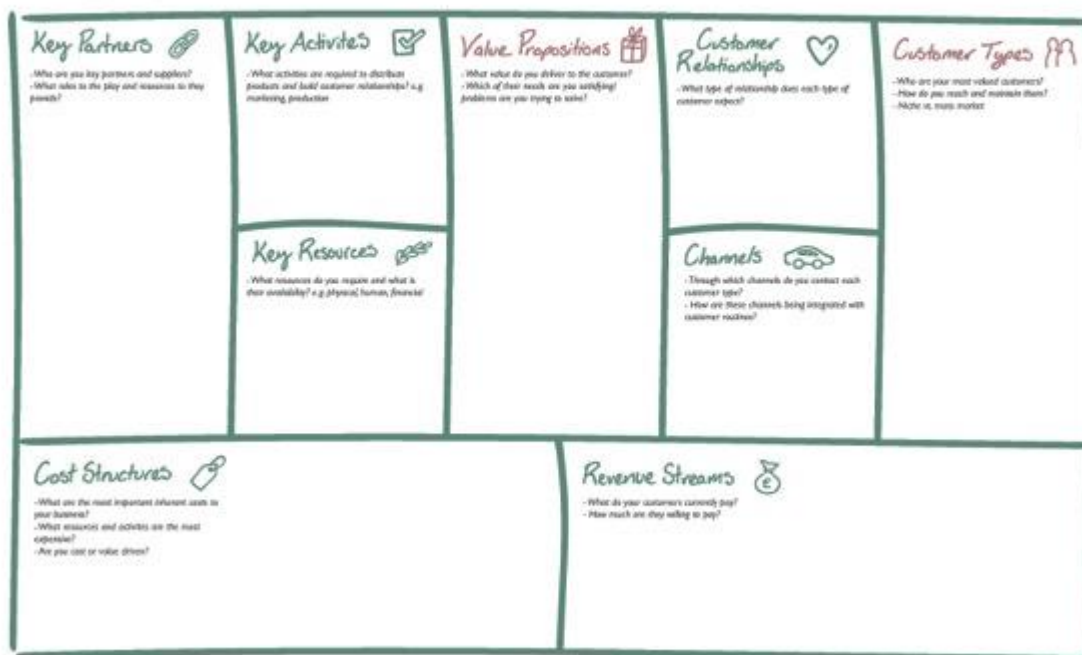 Key Partners
- Who are you key partners and suppliers?
- What roles to the play and resources to they
provide?
Key Activites
- What activities are required to distribute
products and build customer relationships? e.g
marketing, production
Key Resources
- What resources do you require and what is
their availability? e.g. physical, human, financial
Value Propositions
- What value do you deliver to the customer?
- Which of their needs are you satisfying/
problems are you trying to solve?
Customer
Relationships
- What type of relationship does each type of
customer expect?
Channels
- Through which channels do you contact each
customer type?
- How are these channels being integrated with
customer routines?
Customer Types
- Who are your most valued customers?
- How do you reach and maintain them?
- Niche vs. mass market
Cost Structures
- What are the most important inherent costs to
your business?
- What resources and activites are the most
expensive?
- Are you cost or value driven?
Revenue Streams
- What do your customers currently pay?
- How much are they willing to pay?